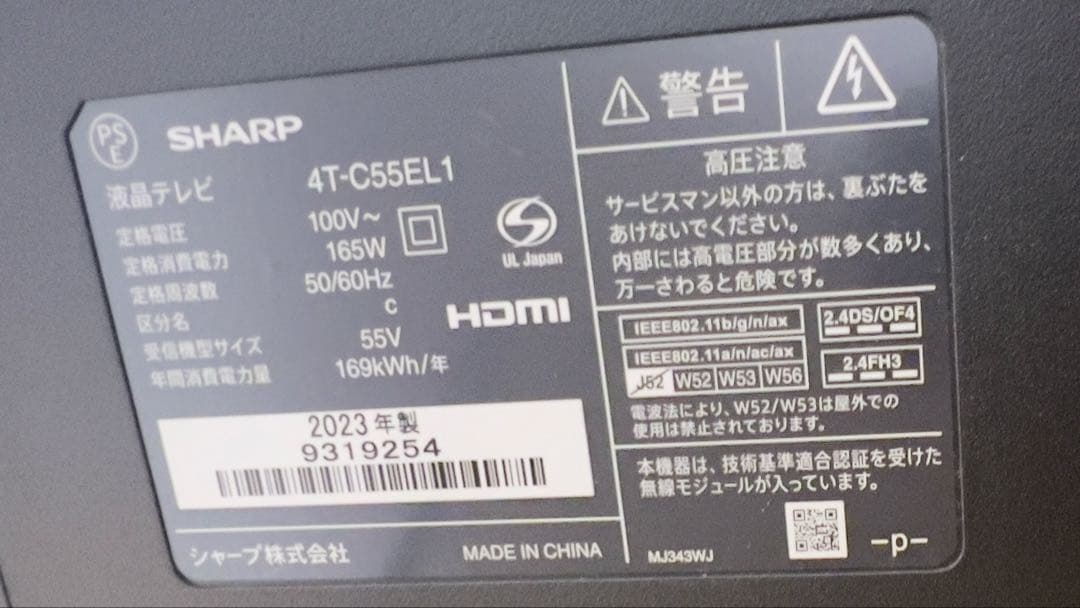 PS
E
SHARP
液晶テレビ 4T-C55EL1
定格電圧 100V～
定格消費電力 165W
定格周波数 50/60Hz
区分名 c
受信機型サイズ 55V
年間消費電力量 169kWh/年
UL Japan
HDMI
2023年製
9319254
シャープ株式会社 MADE IN CHINA
警告
高圧注意
サービスマン以外の方は、裏ぶたを
あけないでください。
内部には高電圧部分が数多くあり、
万一さわると危険です。
IEEE802.11b/g/n/ax
IEEE802.11a/n/ac/ax
J52 W52 W53 W56
2.4DS/OF4
2.4FH3
電波法により、W52/W53は屋外での
使用は禁止されております。
本機器は、技術基準適合認証を受けた
無線モジュールが入っています。
MJ343WJ
-p-